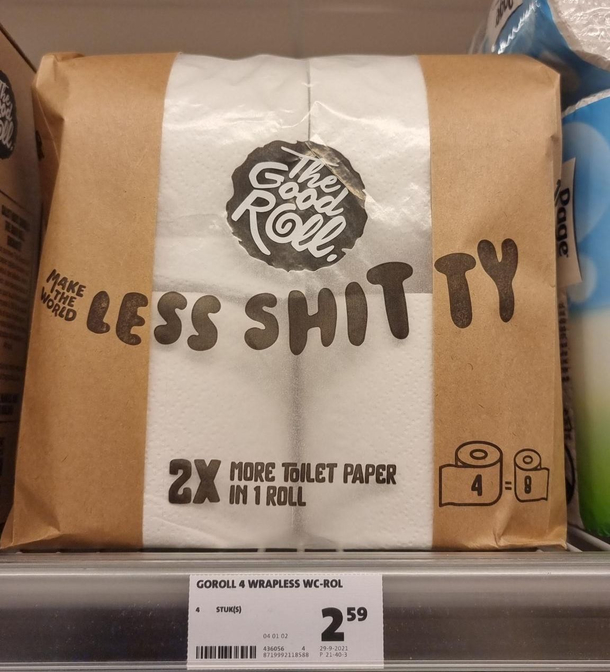 The
Good
Roll.
MAKE
THE
WORLD
LESS SHITTY
2X
MORE TOILET PAPER
IN 1 ROLL
4 = 8
Page
GOROLL 4 WRAPLESS WC-ROL
4 STUK(S)
2 59
04 01 02
436056 4 29-9-2021
8719992118588 P 21-40-3